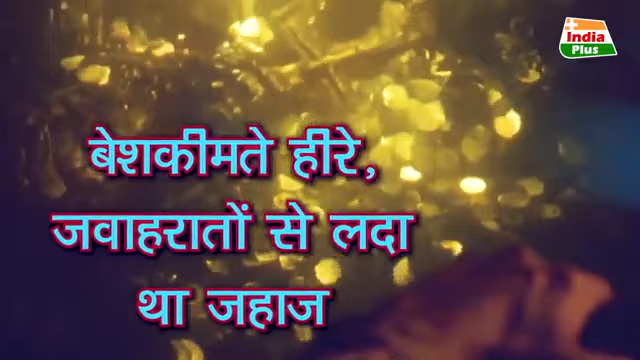 India
Plus
बेशकीमते हीरे,
जवाहरातों से लदा
था जहाज